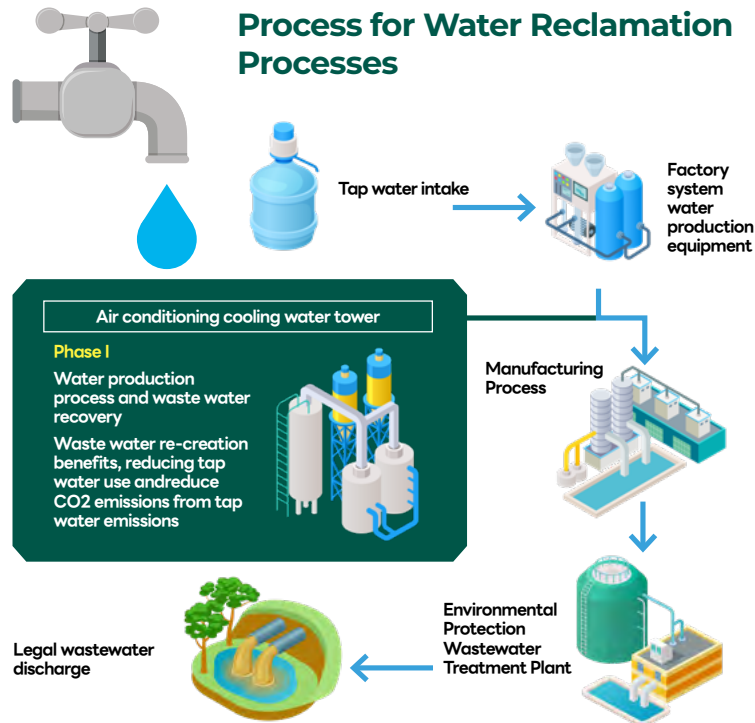 Process for Water Reclamation
Processes
Tap water intake
Factory
system
water
production
equipment
Air conditioning cooling water tower
Phase I
Water production
process and waste water
recovery
Waste water re-creation
benefits, reducing tap
water use andreduce
CO2 emissions from tap
water emissions
Manufacturing
Process
Environmental
Protection
Wastewater
Treatment Plant
Legal wastewater
discharge